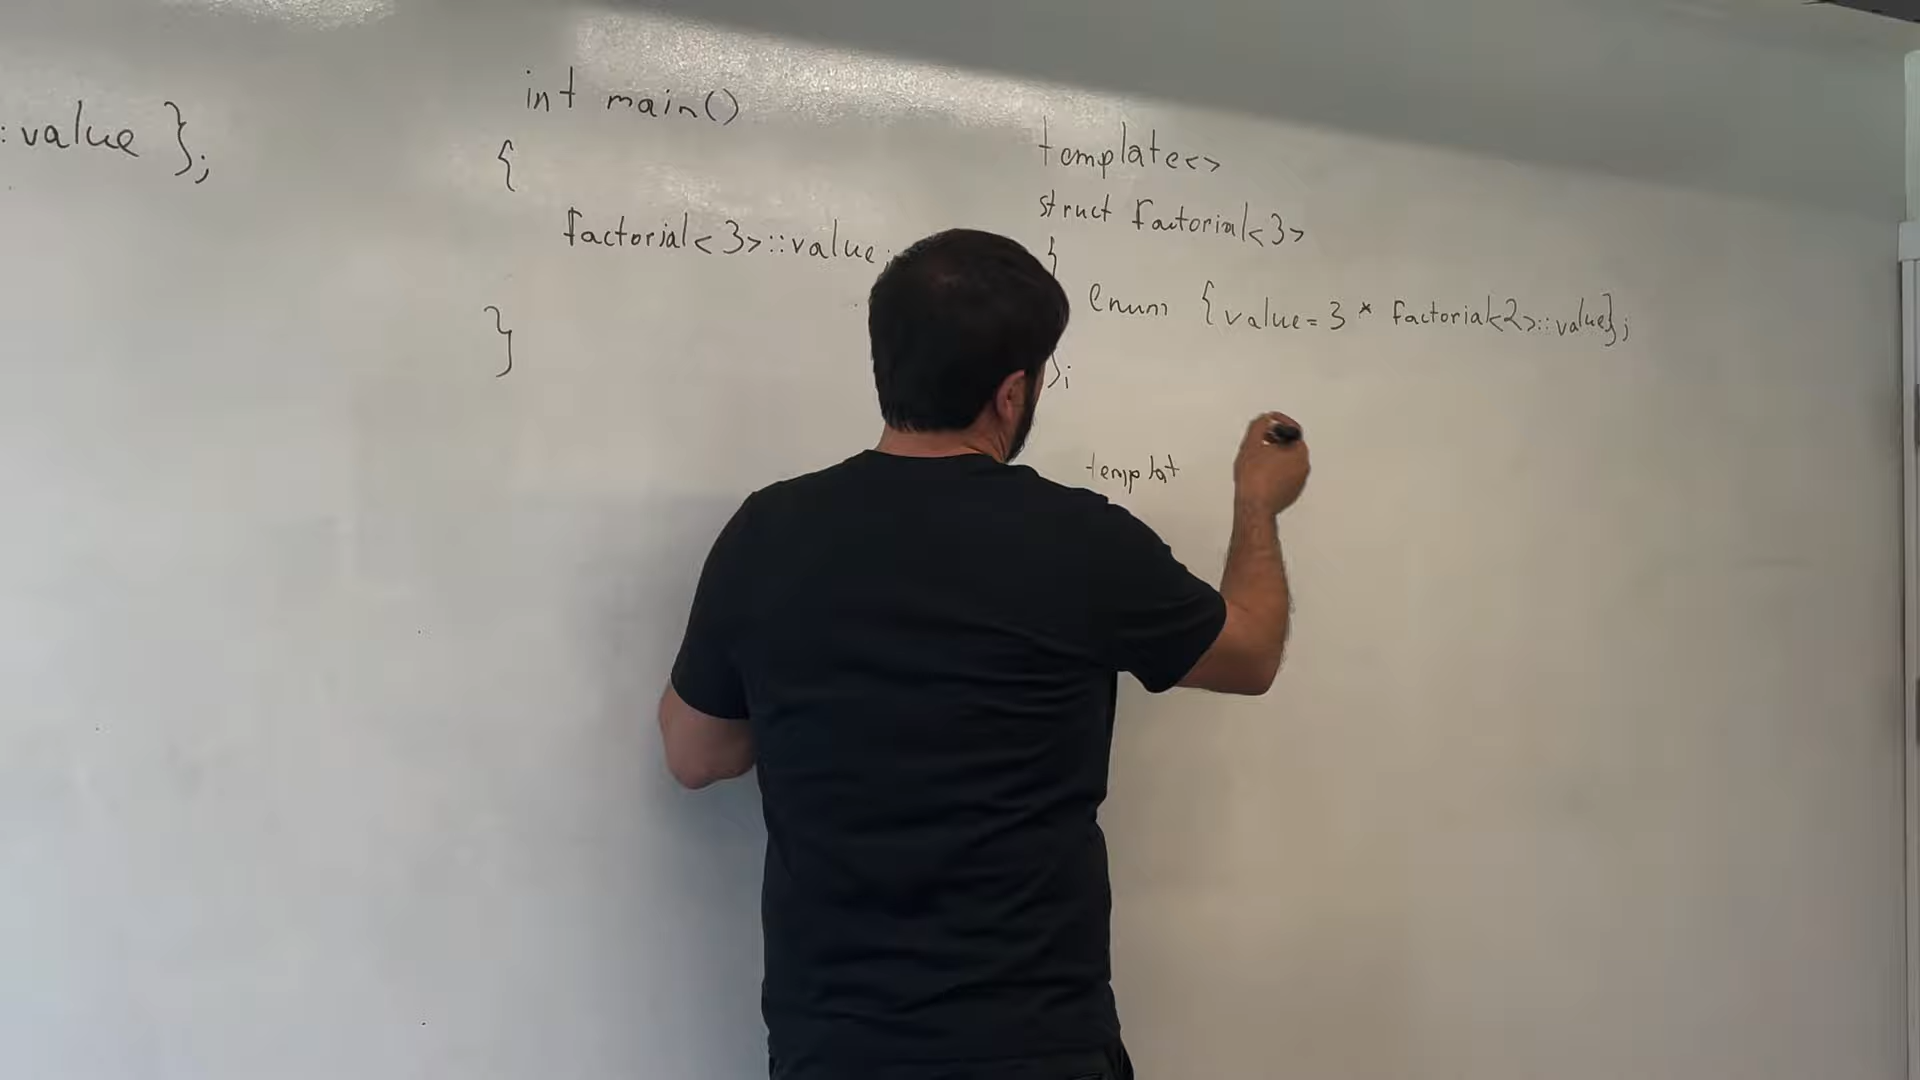 : value };
int main()
{
factorial<3>::value;
}
template<>
struct factorial<3>
{
enum {value=3 * factorial<2>::value};
};
templat